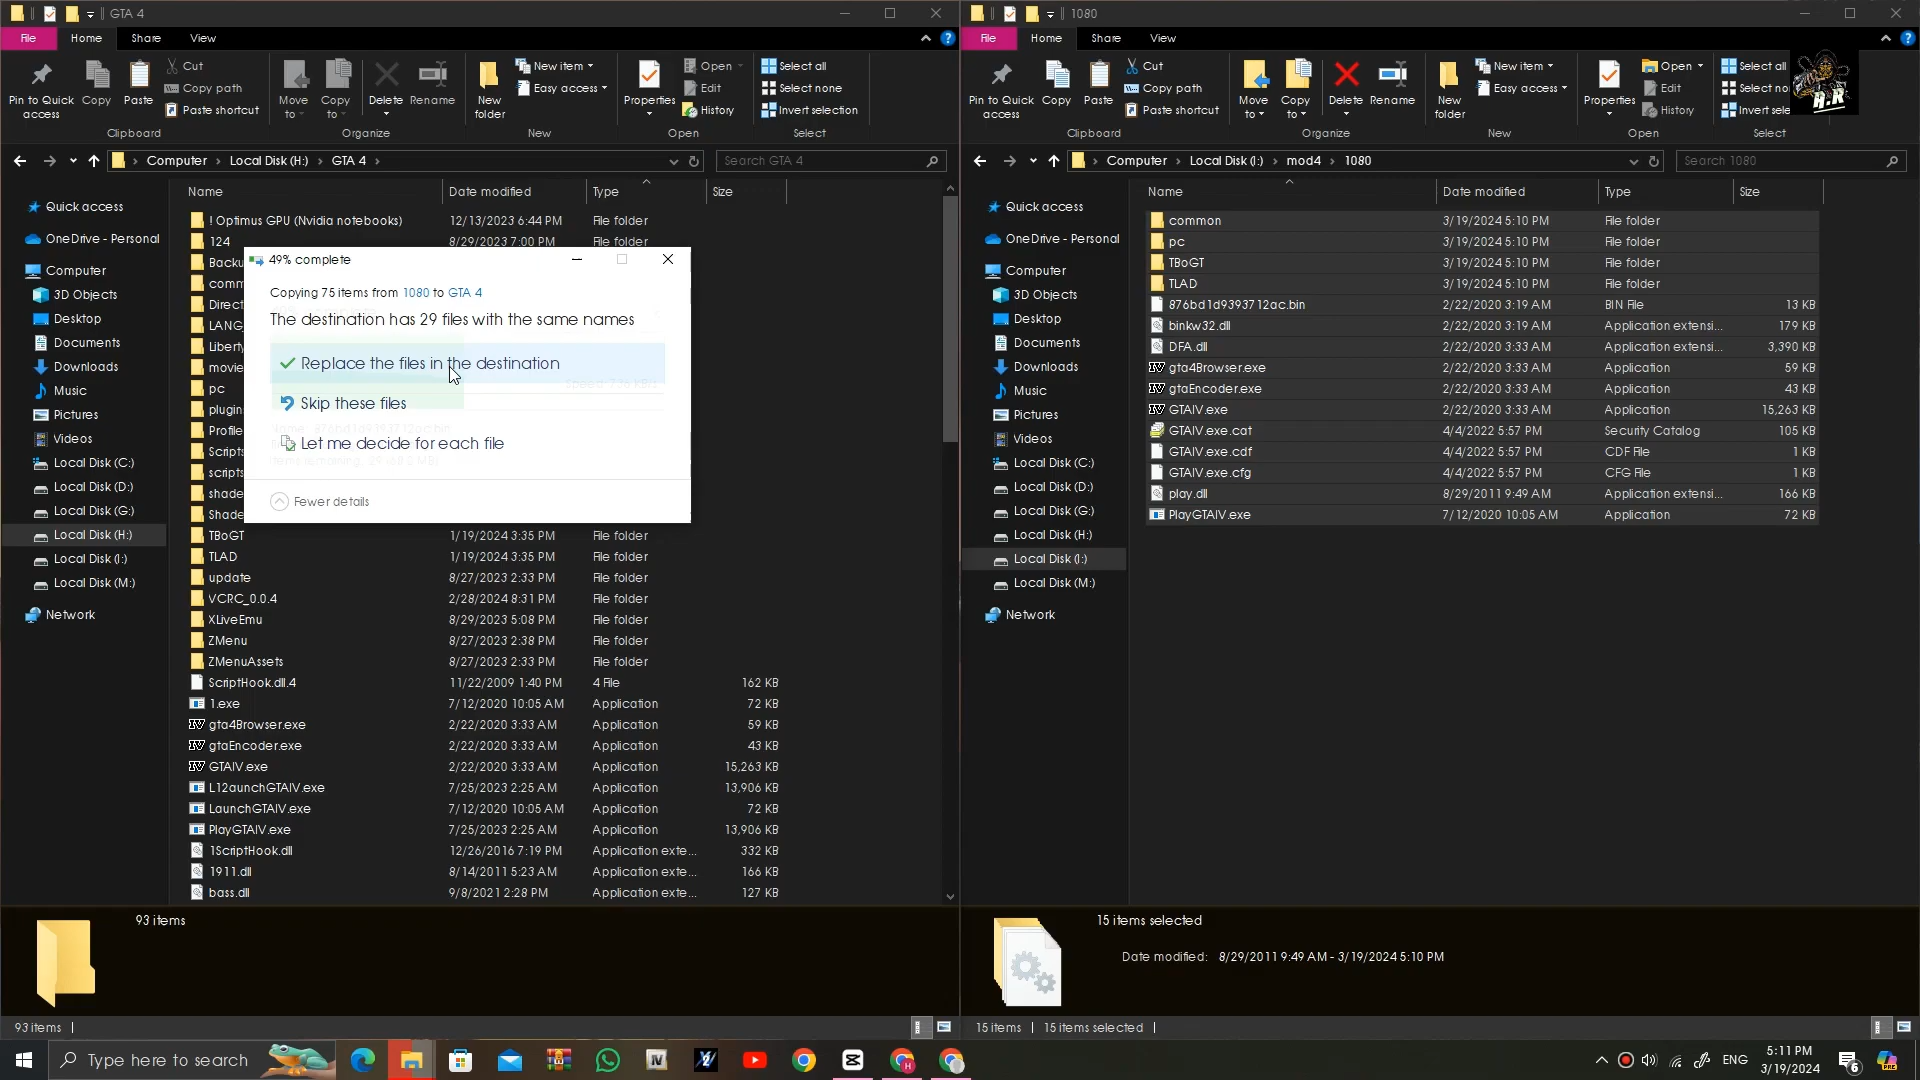 GTA 4
File Home Share View
Pin to Quick access
Copy
Paste
Cut
Copy path
Paste shortcut
Clipboard
Move to
Copy to
Delete
Rename
Organize
New folder
New item
Easy access
New
Properties
Open
Edit
History
Open
Select all
Select none
Invert selection
Select
Computer › Local Disk (H:) › GTA 4 ›
Search GTA 4
Quick access
OneDrive - Personal
Computer
3D Objects
Desktop
Documents
Downloads
Music
Pictures
Videos
Local Disk (C:)
Local Disk (D:)
Local Disk (G:)
Local Disk (H:)
Local Disk (I:)
Local Disk (M:)
Network
Name Date modified Type Size
! Optimus GPU (Nvidia notebooks) 12/13/2023 6:44 PM File folder
124 8/29/2023 7:00 PM File folder
Backu
comm
Direct
LANG_
Liberty
movie
pc
plugin
Profile
Scripts
scripts
shade
Shade
TBoGT 1/19/2024 3:35 PM File folder
TLAD 1/19/2024 3:35 PM File folder
update 8/27/2023 2:33 PM File folder
VCRC_0.0.4 2/28/2024 8:31 PM File folder
XLiveEmu 8/29/2023 5:08 PM File folder
ZMenu 8/27/2023 2:38 PM File folder
ZMenuAssets 8/27/2023 2:33 PM File folder
ScriptHook.dll.4 11/22/2009 1:40 PM 4 File 162 KB
1.exe 7/12/2020 10:05 AM Application 72 KB
gta4Browser.exe 2/22/2020 3:33 AM Application 59 KB
gtaEncoder.exe 2/22/2020 3:33 AM Application 43 KB
GTAIV.exe 2/22/2020 3:33 AM Application 15,263 KB
L12aunchGTAIV.exe 7/25/2023 2:25 AM Application 13,906 KB
LaunchGTAIV.exe 7/12/2020 10:05 AM Application 72 KB
PlayGTAIV.exe 7/25/2023 2:25 AM Application 13,906 KB
1ScriptHook.dll 12/26/2016 7:19 PM Application exte... 332 KB
1911.dll 8/14/2011 5:23 AM Application exte... 166 KB
bass.dll 9/8/2021 2:28 PM Application exte... 127 KB
49% complete
Copying 75 items from 1080 to GTA 4
The destination has 29 files with the same names
Replace the files in the destination
Skip these files
Let me decide for each file
Fewer details
93 items
93 items
1080
File Home Share View
Pin to Quick access
Copy
Paste
Cut
Copy path
Paste shortcut
Clipboard
Move to
Copy to
Delete
Rename
Organize
New folder
New item
Easy access
New
Properties
Open
Edit
History
Open
Select all
Select no
Invert sele
Select
A.R
Computer › Local Disk (I:) › mod4 › 1080
Search 1080
Quick access
OneDrive - Personal
Computer
3D Objects
Desktop
Documents
Downloads
Music
Pictures
Videos
Local Disk (C:)
Local Disk (D:)
Local Disk (G:)
Local Disk (H:)
Local Disk (I:)
Local Disk (M:)
Network
Name Date modified Type Size
common 3/19/2024 5:10 PM File folder
pc 3/19/2024 5:10 PM File folder
TBoGT 3/19/2024 5:10 PM File folder
TLAD 3/19/2024 5:10 PM File folder
876bd1d9393712ac.bin 2/22/2020 3:19 AM BIN File 13 KB
binkw32.dll 2/22/2020 3:19 AM Application extensi... 179 KB
DFA.dll 2/22/2020 3:33 AM Application extensi... 3,390 KB
gta4Browser.exe 2/22/2020 3:33 AM Application 59 KB
gtaEncoder.exe 2/22/2020 3:33 AM Application 43 KB
GTAIV.exe 2/22/2020 3:33 AM Application 15,263 KB
GTAIV.exe.cat 4/4/2022 5:57 PM Security Catalog 105 KB
GTAIV.exe.cdf 4/4/2022 5:57 PM CDF File 1 KB
GTAIV.exe.cfg 4/4/2022 5:57 PM CFG File 1 KB
play.dll 8/29/2011 9:49 AM Application extensi... 166 KB
PlayGTAIV.exe 7/12/2020 10:05 AM Application 72 KB
15 items selected
Date modified: 8/29/2011 9:49 AM - 3/19/2024 5:10 PM
15 items 15 items selected
Type here to search
ENG
5:11 PM
3/19/2024
6